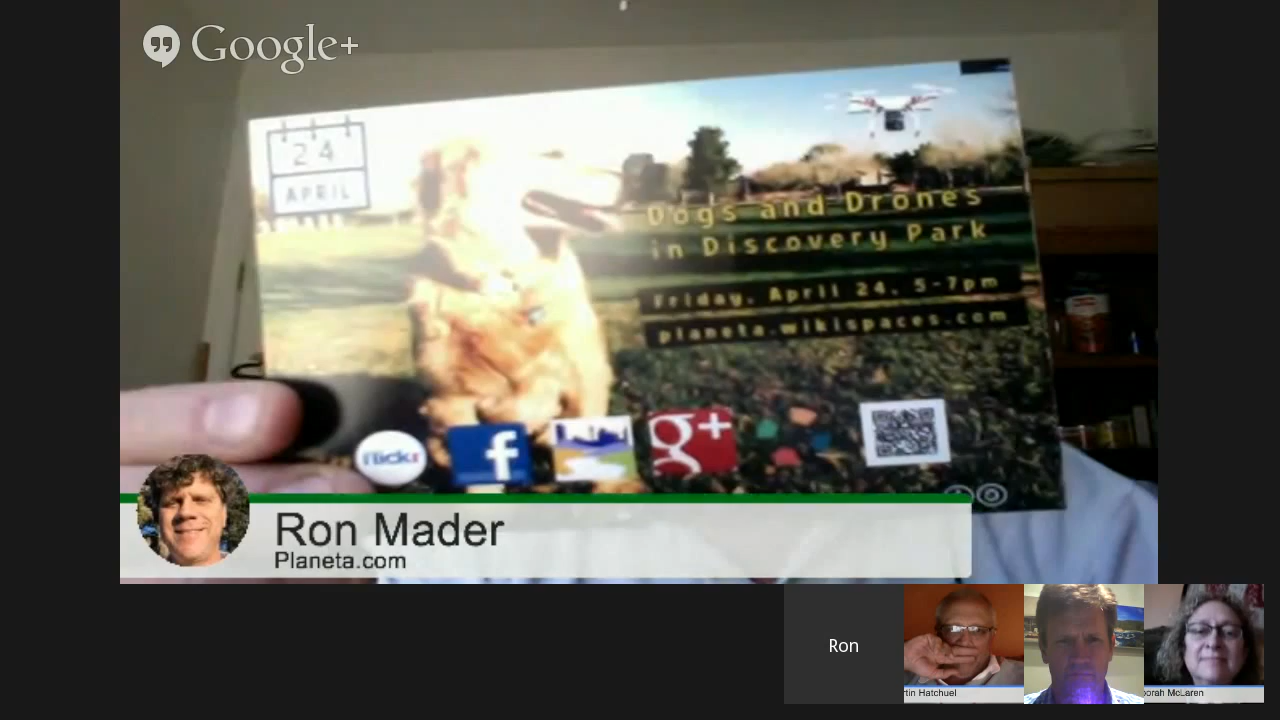 Google+
24
APRIL
Dogs and Drones
in Discovery Park
Friday, April 24, 5-7pm
planeta.wikispaces.com
flickr
f
g+
Ron Mader
Planeta.com
Ron
rtin Hatchuel
orah McLaren